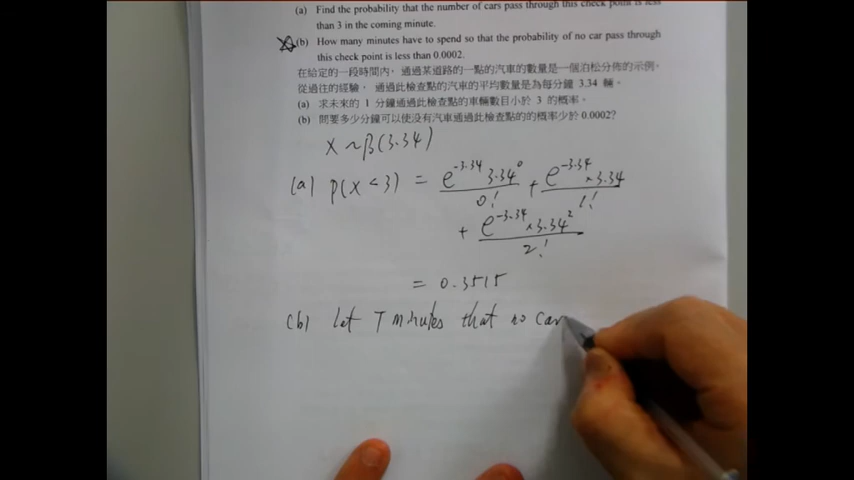 (a) Find the probability that the number of cars pass through this check point is less
than 3 in the coming minute.
(b) How many minutes have to spend so that the probability of no car pass through
this check point is less than 0.0002.
在給定的一段時間內，通過某道路的一點的汽車的數量是一個泊松分佈的示例。
從過往的經驗，通過此檢查點的汽車的平均數量是為每分鐘 3.34 輛。
(a) 求未來的 1 分鐘通過此檢查點的車輛數目小於 3 的概率。
(b) 問要多少分鐘可以使没有汽車通過此檢查點的的概率少於 0.0002?
X ~ β(3.34)
(a) P(X < 3) = e^-3.34 3.34^0 / 0! + e^-3.34 × 3.34 / 1!
+ e^-3.34 × 3.34^2 / 2!
= 0.3515
(b) Let T minutes that no car